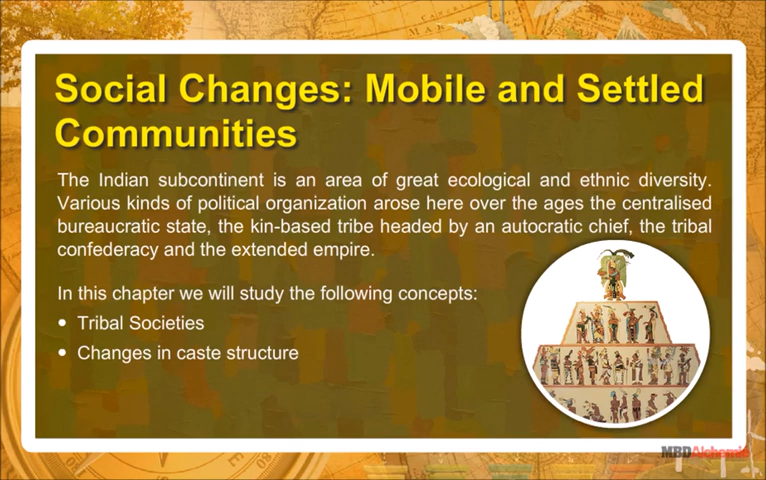 Social Changes: Mobile and Settled
Communities
The Indian subcontinent is an area of great ecological and ethnic diversity.
Various kinds of political organization arose here over the ages the centralised
bureaucratic state, the kin-based tribe headed by an autocratic chief, the tribal
confederacy and the extended empire.
In this chapter we will study the following concepts:
• Tribal Societies
• Changes in caste structure
MBDAlchemie